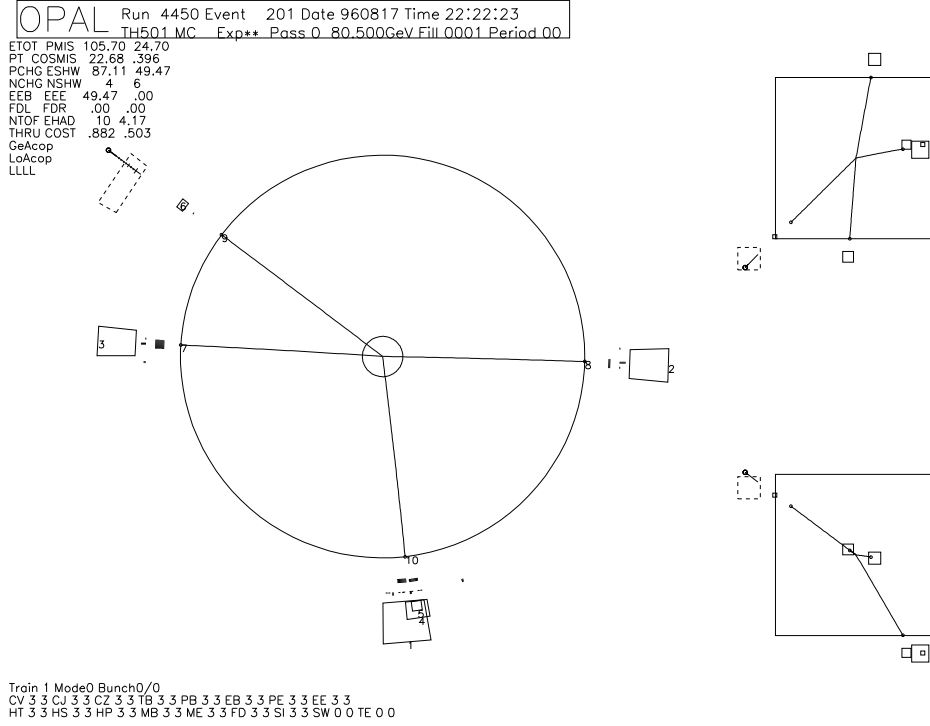 OPAL Run 4450 Event 201 Date 960817 Time 22:22:23
TH501 MC Exp** Pass 0 80.500GeV Fill 0001 Period 00
ETOT PMIS 105.70 24.70
PT COSMIS 22.68 .396
PCHG ESHW 87.11 49.47
NCHG NSHW 4 6
EEB EEE 49.47 .00
FDL FDR .00 .00
NTOF EHAD 10 4.17
THRU COST .882 .503
GeAcop
LoAcop
LLLL
6
9
3
7
8
2
10
5
4
1
Train 1 Mode0 Bunch0/0
CV 3 3 CJ 3 3 CZ 3 3 TB 3 3 PB 3 3 EB 3 3 PE 3 3 EE 3 3
HT 3 3 HS 3 3 HP 3 3 MB 3 3 ME 3 3 FD 3 3 SI 3 3 SW 0 0 TE 0 0